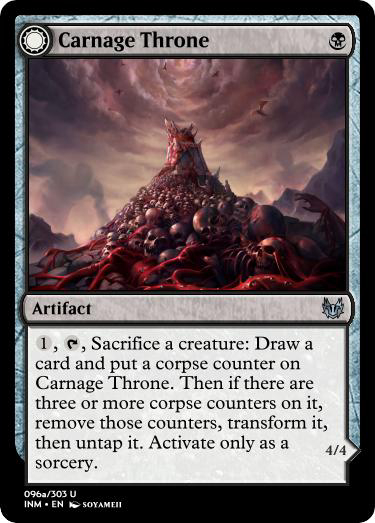 Carnage Throne
Artifact
1, Sacrifice a creature: Draw a
card and put a corpse counter on
Carnage Throne. Then if there are
three or more corpse counters on it,
remove those counters, transform it,
then untap it. Activate only as a
sorcery.
4/4
096a/303 U
INM • EN SOYAMEII